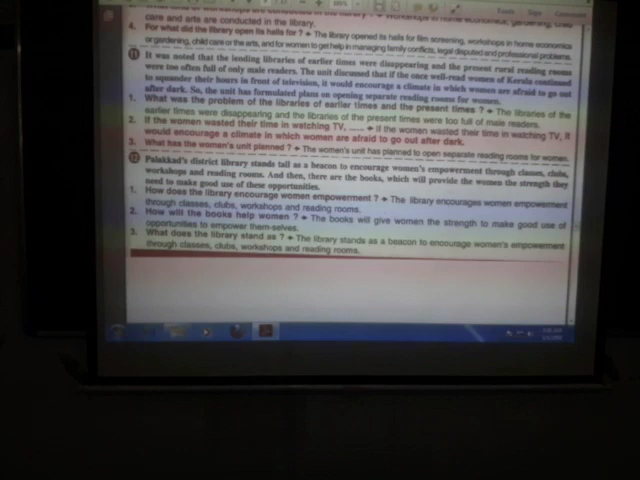 care and arts are conducted in the library.
4. For what did the library open its halls for ? ➔ The library opened its halls for film screening, workshops in home economics
or gardening, child care or the arts, and for women to get help in managing family conflicts, legal disputed and professional problems.
11 It was noted that the lending libraries of earlier times were disappearing and the present rural reading rooms
were too often full of only male readers. The unit discussed that if the once well-read women of Kerala continued
to squander their hours in front of television, it would encourage a climate in which women are afraid to go out
after dark. So, the unit has formulated plans on opening separate reading rooms for women.
1. What was the problem of the libraries of earlier times and the present times ? ➔ The libraries of the
earlier times were disappearing and the libraries of the present times were too full of male readers.
2. If the women wasted their time in watching TV, ...... ➔ If the women wasted their time in watching TV, it
would encourage a climate in which women are afraid to go out after dark.
3. What has the women's unit planned ? ➔ The women's unit has planned to open separate reading rooms for women.
12 Palakkad's district library stands tall as a beacon to encourage women's empowerment through classes, clubs,
workshops and reading rooms. And then, there are the books, which will provide the women the strength they
need to make good use of these opportunities.
1. How does the library encourage women empowerment ? ➔ The library encourages women empowerment
through classes, clubs, workshops and reading rooms.
2. How will the books help women ? ➔ The books will give women the strength to make good use of
opportunities to empower them-selves.
3. What does the library stand as ? ➔ The library stands as a beacon to encourage women's empowerment
through classes, clubs, workshops and reading rooms.